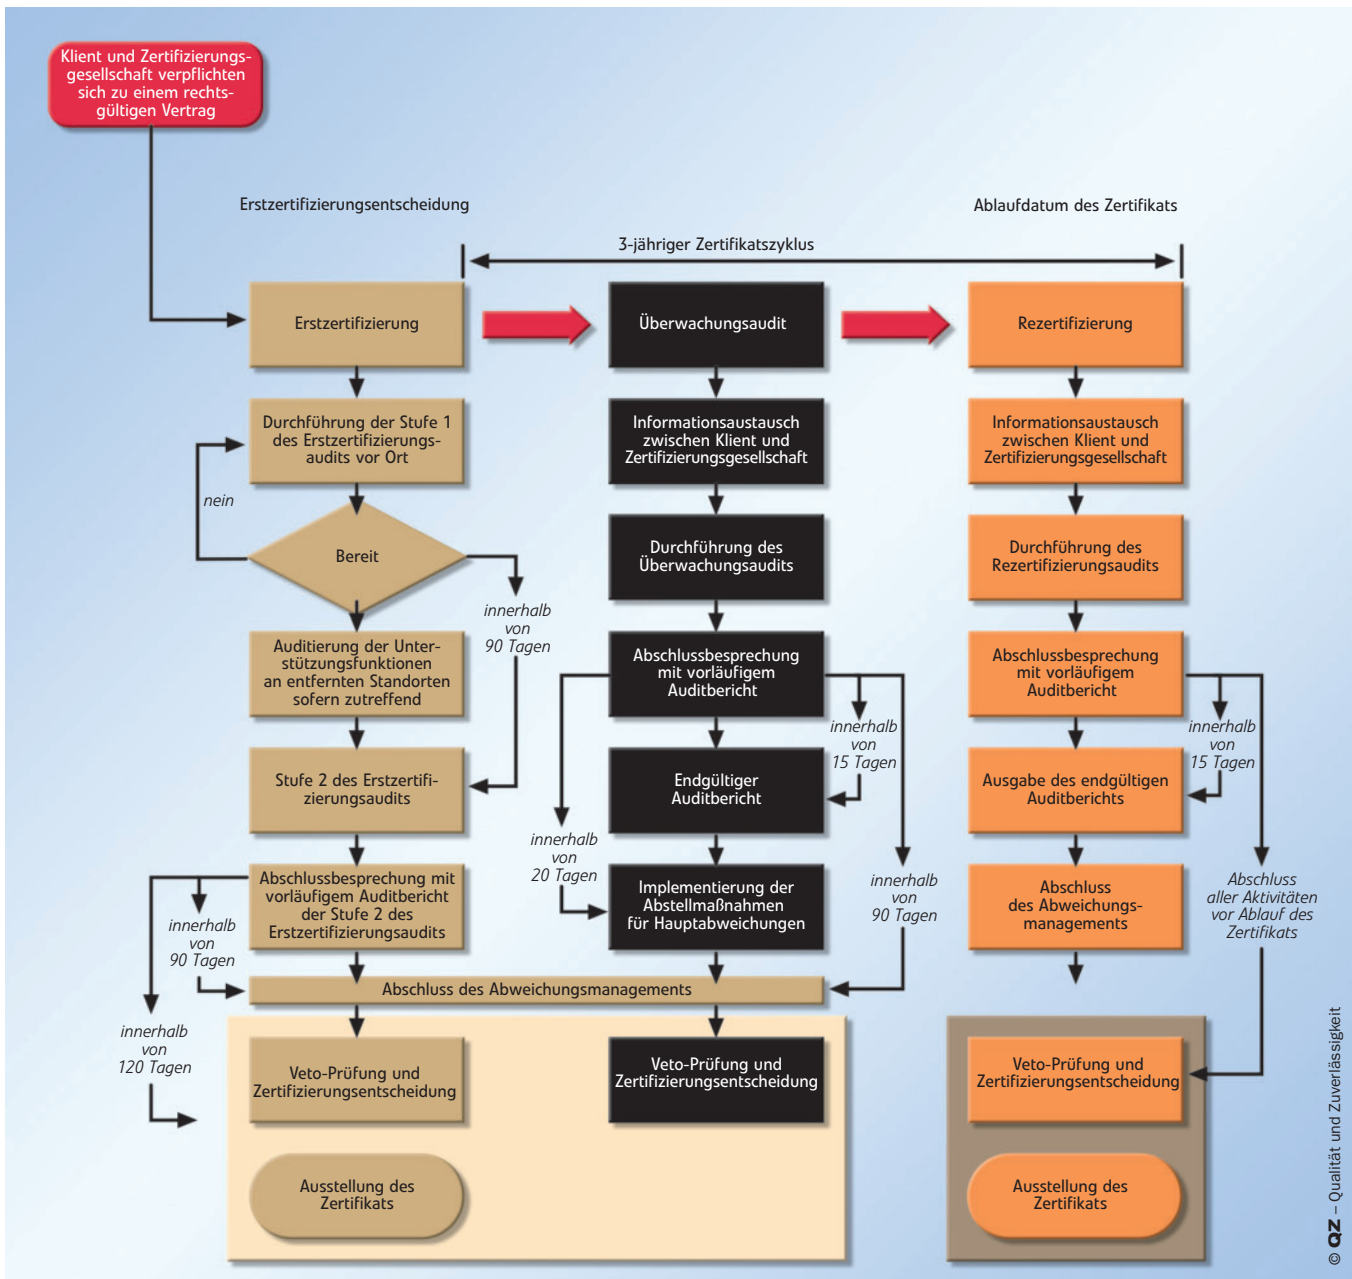 Klient und Zertifizierungs-
gesellschaft verpflichten
sich zu einem rechts-
gültigen Vertrag
Erstzertifizierungsentscheidung
Ablaufdatum des Zertifikats
3-jähriger Zertifikatszyklus
Erstzertifizierung
Durchführung der Stufe 1
des Erstzertifizierungs-
audits vor Ort
nein
Bereit
innerhalb
von
90 Tagen
Auditierung der Unter-
stützungsfunktionen
an entfernten Standorten
sofern zutreffend
Stufe 2 des Erstzertifi-
zierungsaudits
Abschlussbesprechung mit
vorläufigem Auditbericht
der Stufe 2 des
Erstzertifizierungsaudits
innerhalb
von
90 Tagen
innerhalb
von
120 Tagen
Abschluss des Abweichungsmanagements
Veto-Prüfung und
Zertifizierungsentscheidung
Ausstellung des
Zertifikats
Überwachungsaudit
Informationsaustausch
zwischen Klient und
Zertifizierungsgesellschaft
Durchführung des
Überwachungsaudits
Abschlussbesprechung
mit vorläufigem
Auditbericht
innerhalb
von
15 Tagen
Endgültiger
Auditbericht
innerhalb
von
20 Tagen
Implementierung der
Abstellmaßnahmen
für Hauptabweichungen
innerhalb
von
90 Tagen
Veto-Prüfung und
Zertifizierungsentscheidung
Rezertifizierung
Informationsaustausch
zwischen Klient und
Zertifizierungsgesellschaft
Durchführung des
Rezertifizierungsaudits
Abschlussbesprechung
mit vorläufigem
Auditbericht
innerhalb
von
15 Tagen
Ausgabe des endgültigen
Auditberichts
Abschluss
des Abweichungs-
managements
Abschluss
aller Aktivitäten
vor Ablauf des
Zertifikats
Veto-Prüfung und
Zertifizierungsentscheidung
Ausstellung des
Zertifikats
© QZ – Qualität und Zuverlässigkeit